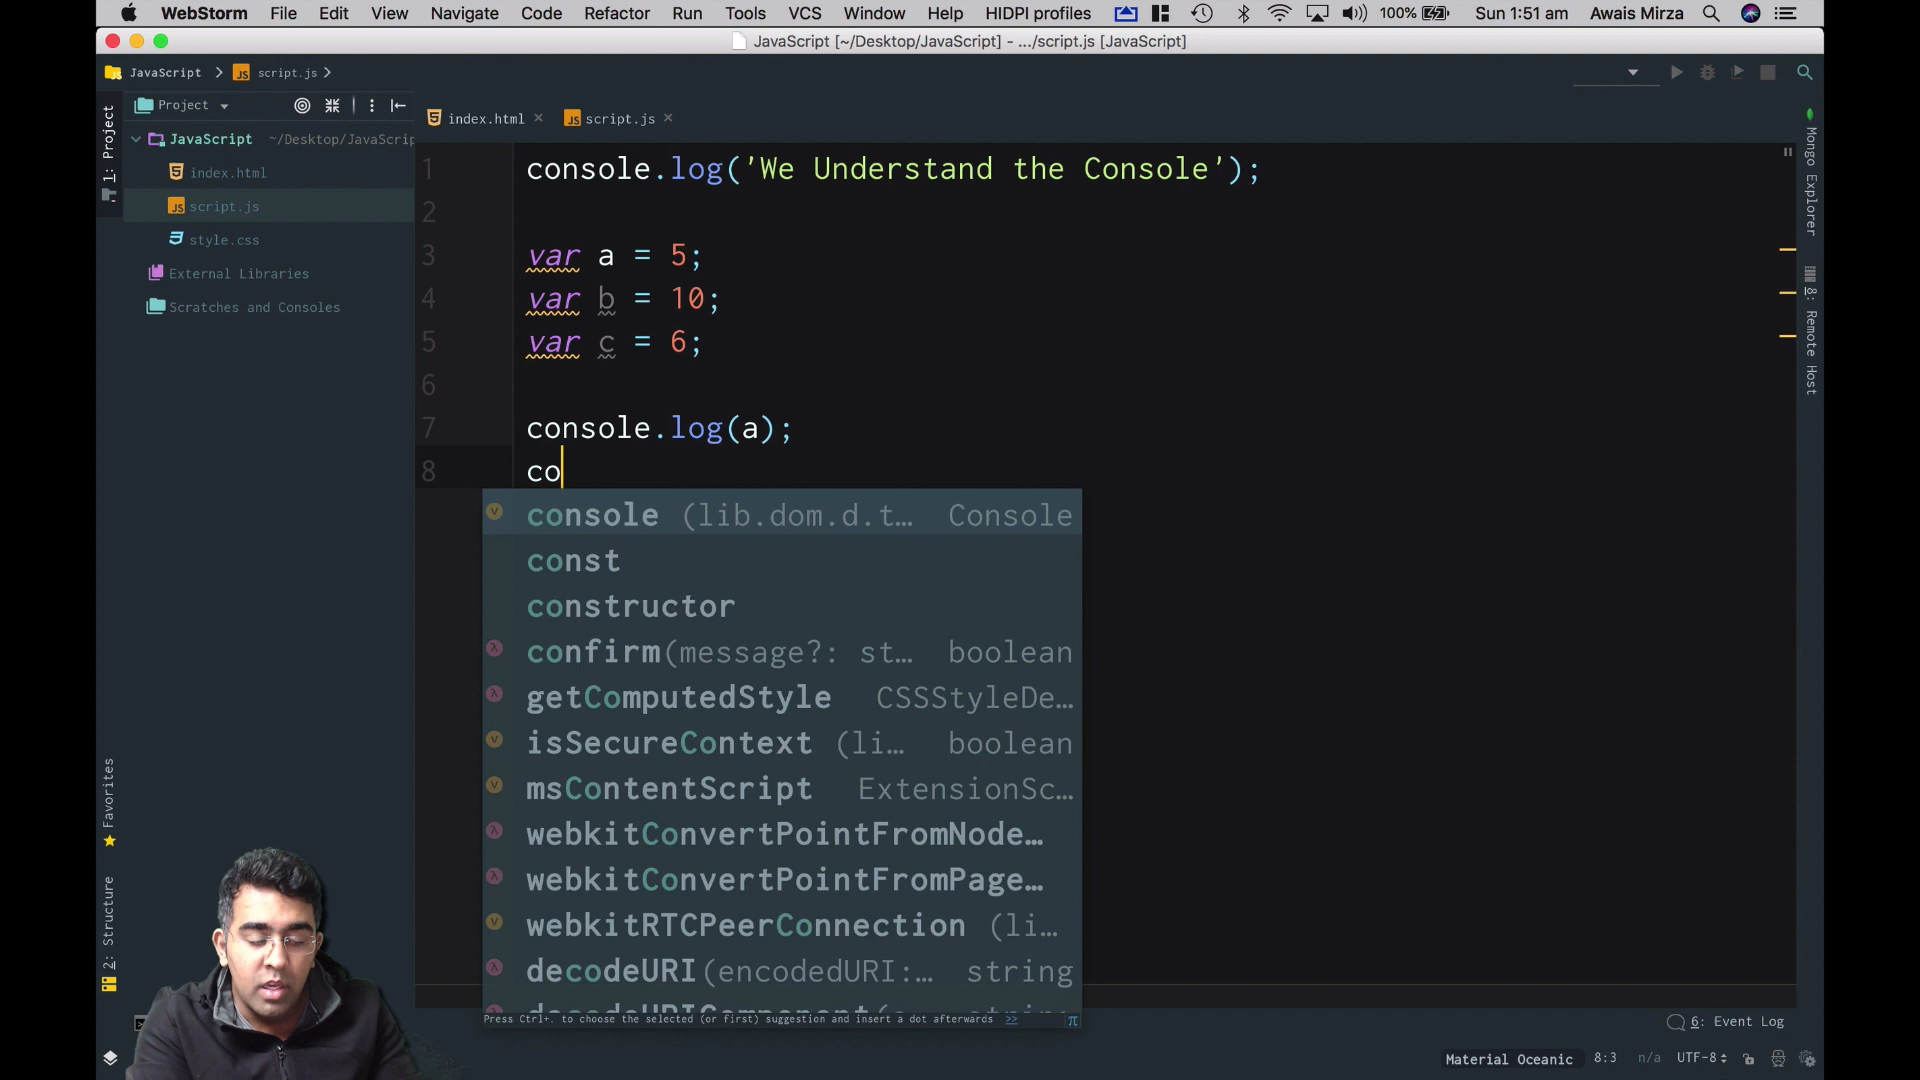 WebStorm File Edit View Navigate Code Refactor Run Tools VCS Window Help HIDPI profiles 100% Sun 1:51 am Awais Mirza
JavaScript [~/Desktop/JavaScript] - .../script.js [JavaScript]
JavaScript script.js
Project
index.html script.js
1: Project
JavaScript ~/Desktop/JavaScrip
index.html
script.js
style.css
External Libraries
Scratches and Consoles
1 console.log('We Understand the Console');
2
3 var a = 5;
4 var b = 10;
5 var c = 6;
6
7 console.log(a);
8 co
console (lib.dom.d.t… Console
const
constructor
confirm(message?: st… boolean
getComputedStyle CSSStyleDe…
isSecureContext (li… boolean
msContentScript ExtensionSc…
webkitConvertPointFromNode…
webkitConvertPointFromPage…
webkitRTCPeerConnection (li…
decodeURI(encodedURI:… string
Press Ctrl+. to choose the selected (or first) suggestion and insert a dot afterwards >> π
Mongo Explorer
8: Remote Host
Favorites
2: Structure
6: Event Log
Material Oceanic 8:3 n/a UTF-8